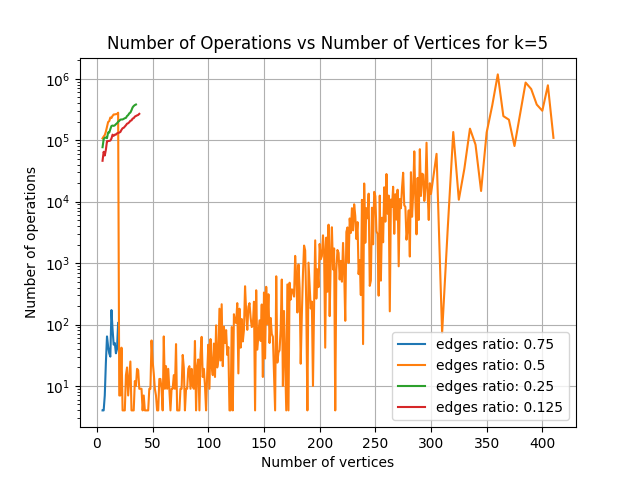 Number of Operations vs Number of Vertices for k=5
Number of operations
10^6
10^5
10^4
10^3
10^2
10^1
edges ratio: 0.75
edges ratio: 0.5
edges ratio: 0.25
edges ratio: 0.125
0 50 100 150 200 250 300 350 400
Number of vertices